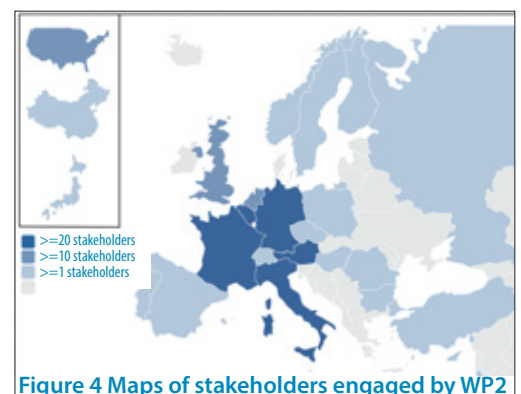 >=20 stakeholders
>=10 stakeholders
>=1 stakeholders
Figure 4 Maps of stakeholders engaged by WP2